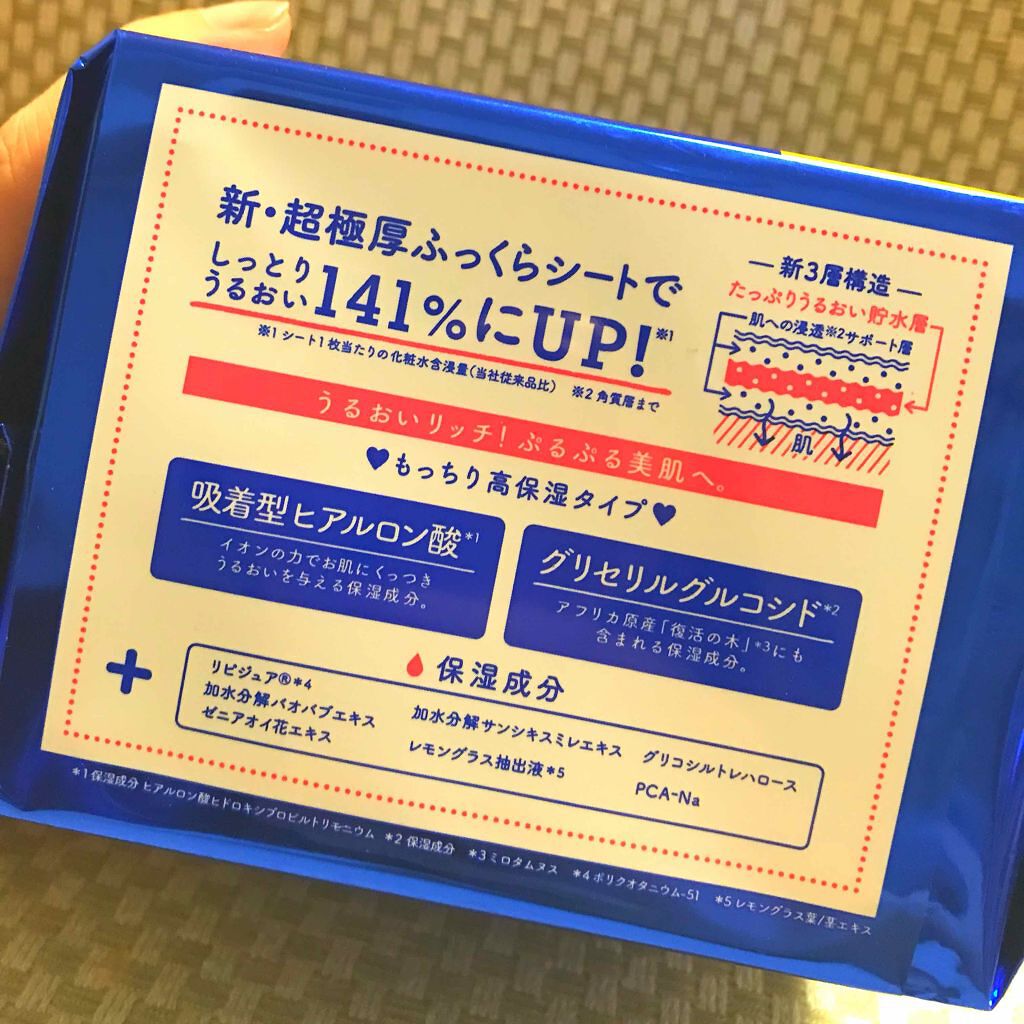 新・超極厚ふっくらシートで
しっとり
うるおい141%にUP!※1
※1 シート1枚当たりの化粧水含浸量(当社従来品比) ※2 角質層まで
— 新3層構造 —
たっぷりうるおい貯水層
肌への浸透※2サポート層
肌
うるおいリッチ!ぷるぷる美肌へ。
♥もっちり高保湿タイプ♥
吸着型ヒアルロン酸*1
イオンの力でお肌にくっつき
うるおいを与える保湿成分。
グリセリルグルコシド*2
アフリカ原産「復活の木」*3にも
含まれる保湿成分。
+
保湿成分
リピジュア®*4
加水分解バオバブエキス
ゼニアオイ花エキス
加水分解サンシキスミレエキス
レモングラス抽出液*5
グリコシルトレハロース
PCA-Na
*1 保湿成分 ヒアルロン酸ヒドロキシプロピルトリモニウム *2 保湿成分 *3 ミロタムヌス *4 ポリクオタニウム-51 *5 レモングラス葉/茎エキス